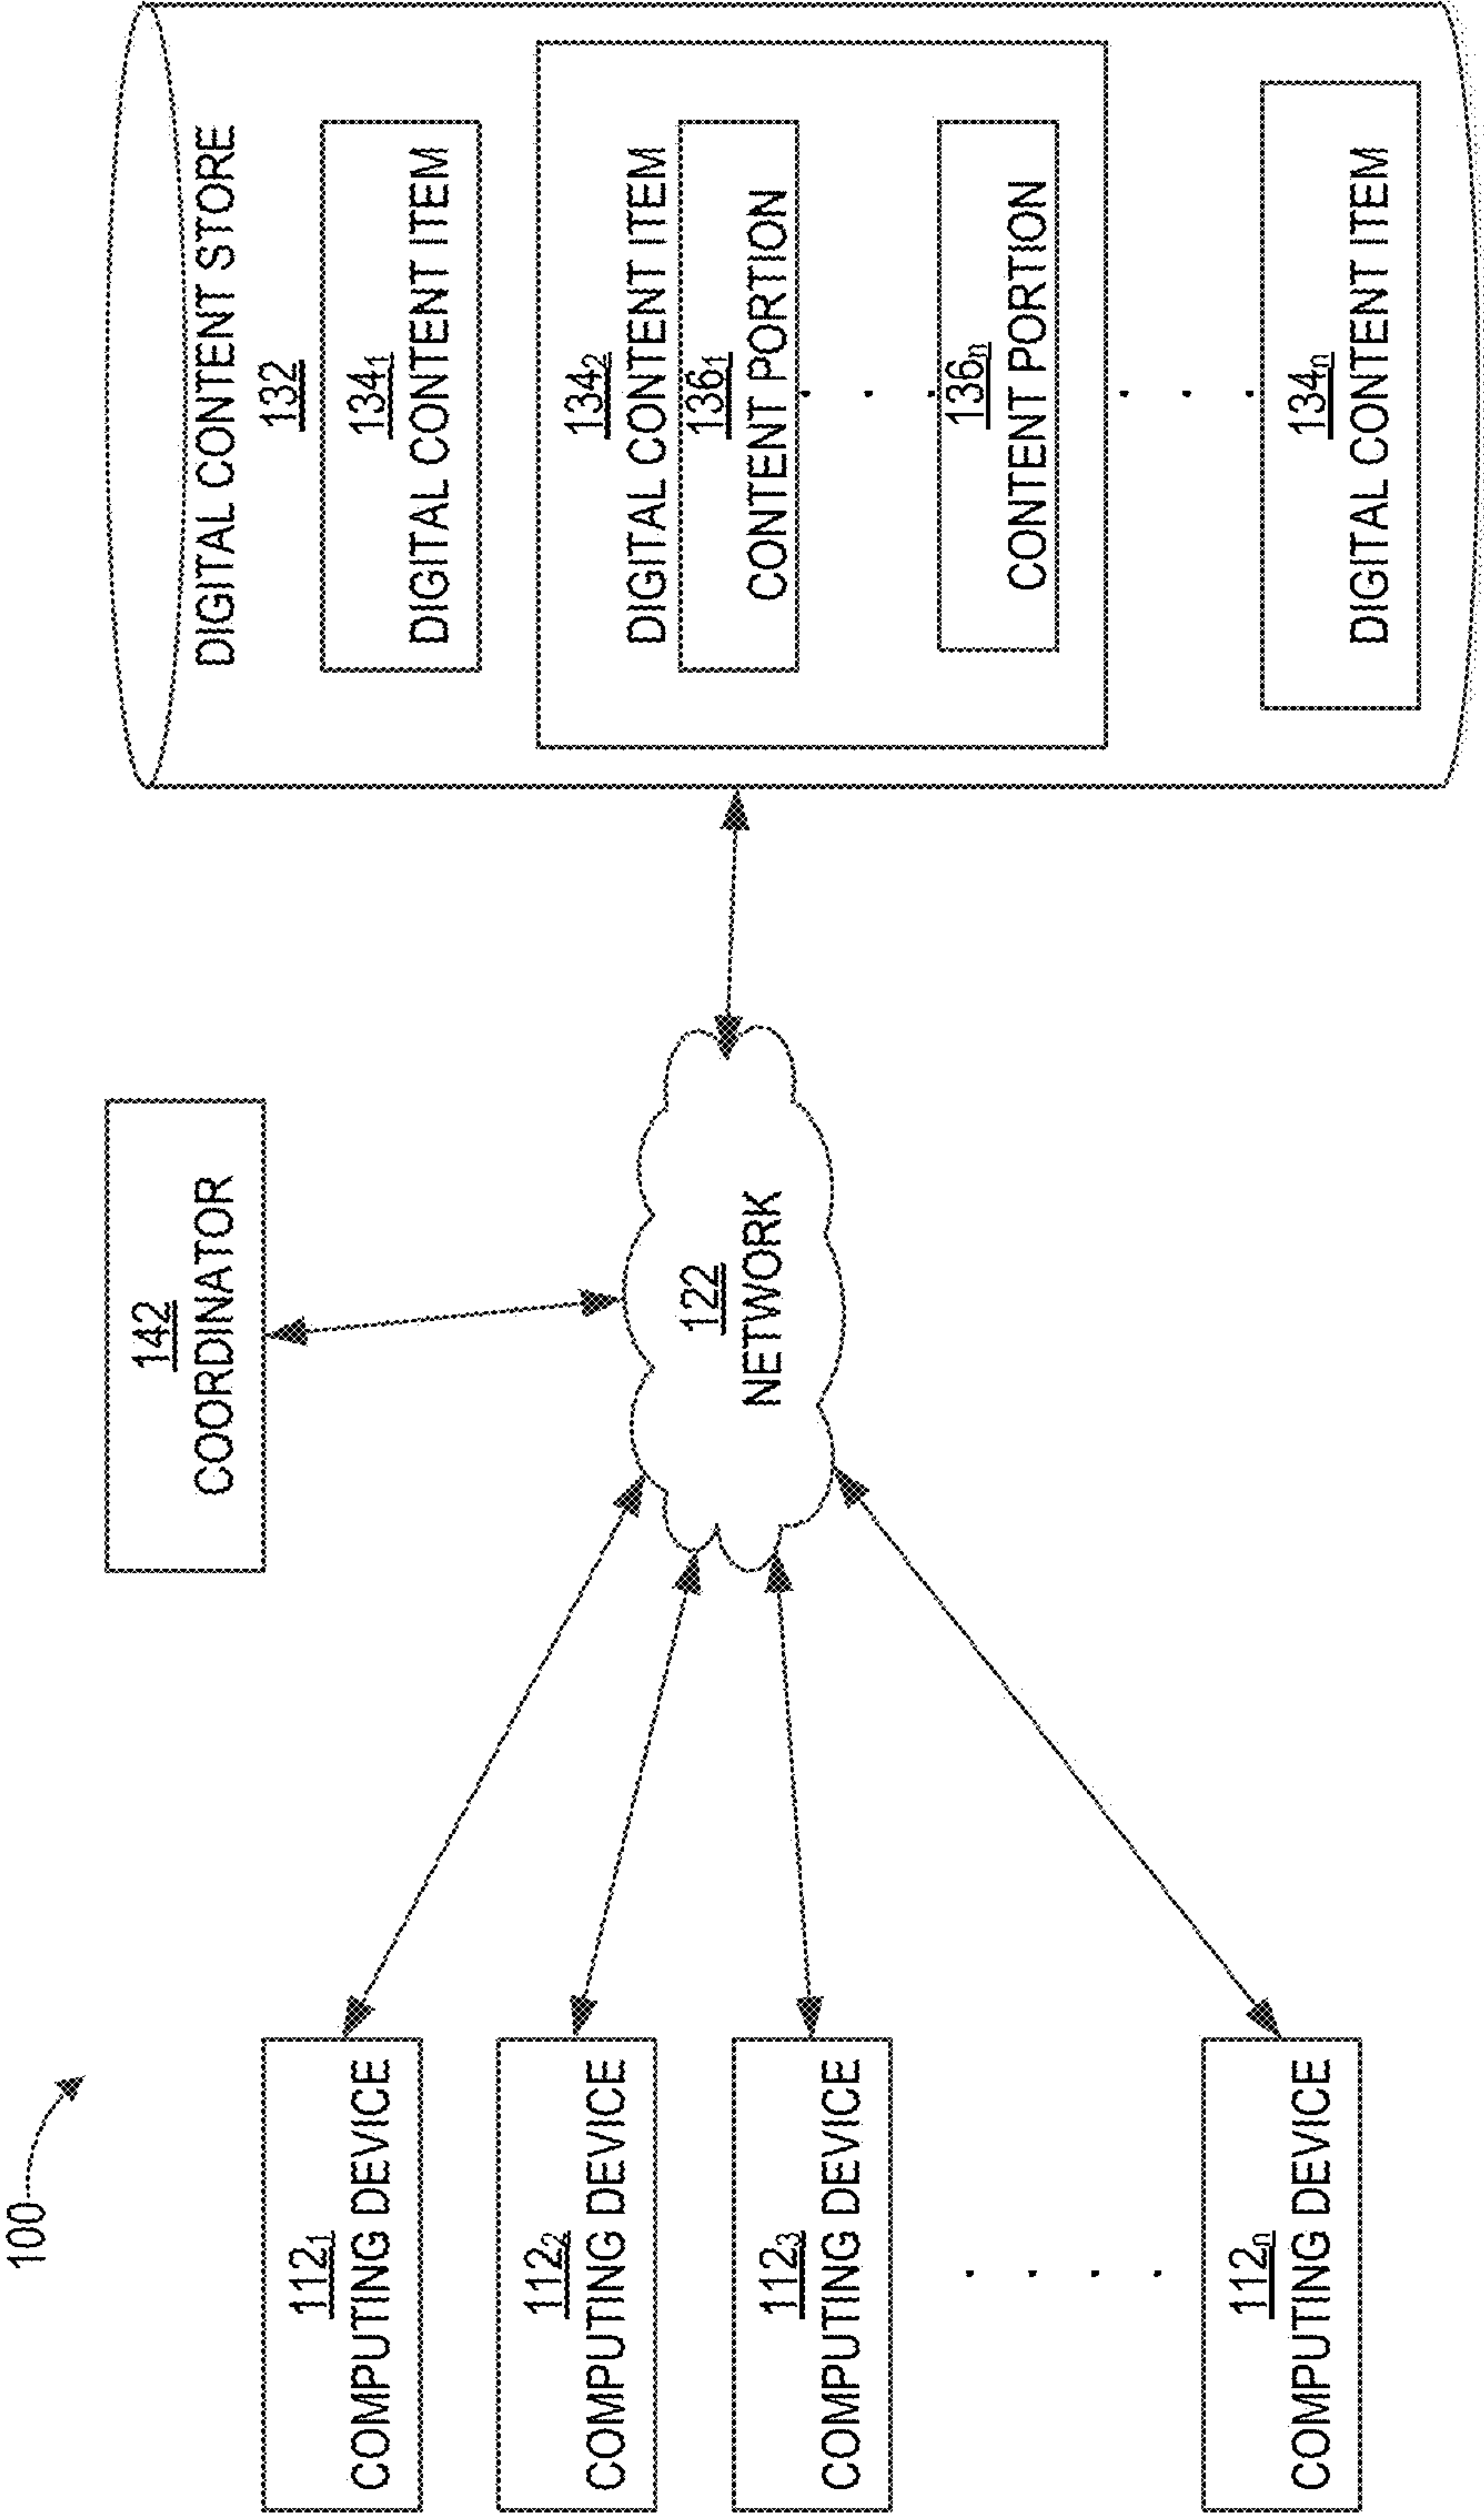 100
112₁
COMPUTING DEVICE
112₂
COMPUTING DEVICE
112₃
COMPUTING DEVICE
. . . .
112ₙ
COMPUTING DEVICE
142
COORDINATOR
122
NETWORK
DIGITAL CONTENT STORE
132
134₁
DIGITAL CONTENT ITEM
134₂
DIGITAL CONTENT ITEM
136₁
CONTENT PORTION
. . .
136ₙ
CONTENT PORTION
. . .
134ₙ
DIGITAL CONTENT ITEM